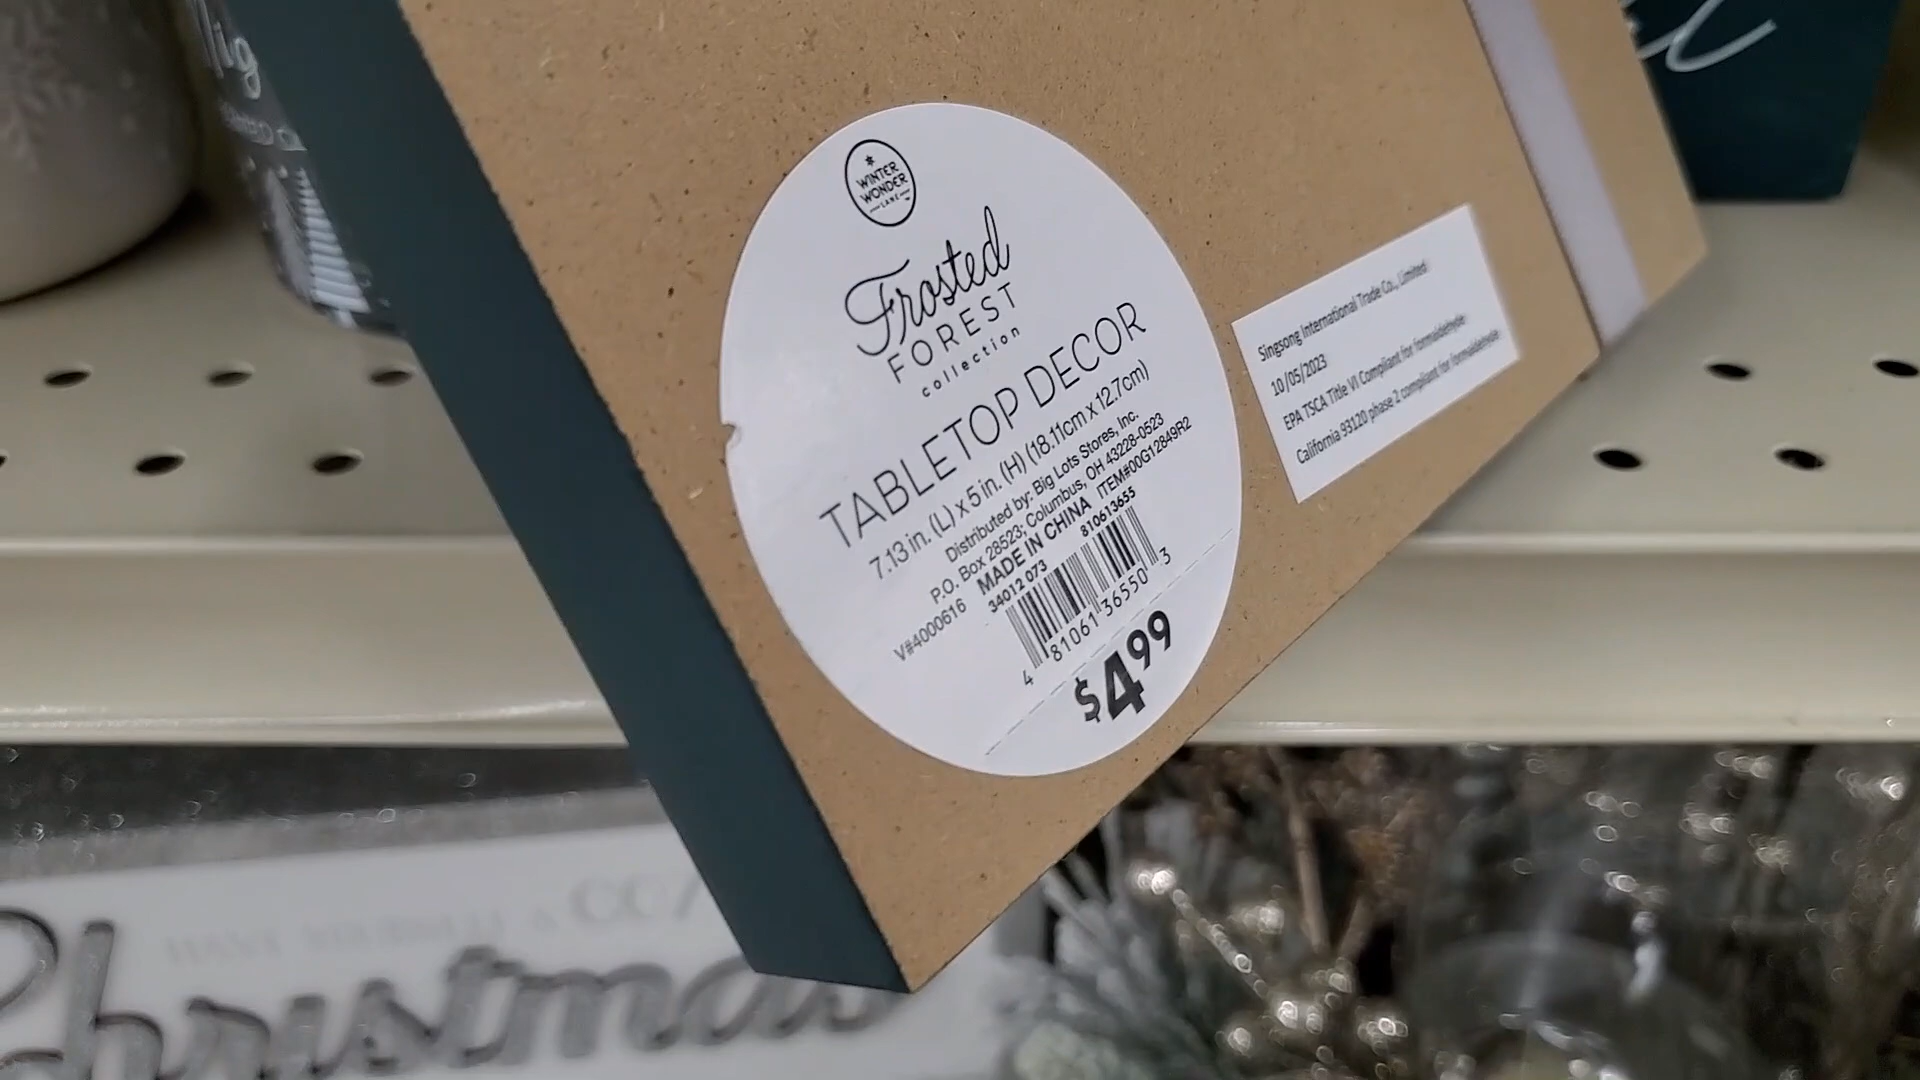 WINTER
WONDER
LANE
Frosted
FOREST
collection
TABLETOP DECOR
7.13 in. (L) x 5 in. (H) (18.11cm x 12.7cm)
Distributed by: Big Lots Stores, Inc.
P.O. Box 28523; Columbus, OH 43228-0523
V#4000616 MADE IN CHINA ITEM#00G12849R2
34012 073 810613655
4 81061 36550 3
$4.99
Singsong International Trade Co., Limited
10/05/2023
EPA TSCA Title VI Compliant for formaldehyde
California 93120 phase 2 compliant for formaldehyde
HAVE YOURSELF A COZY
Christmas